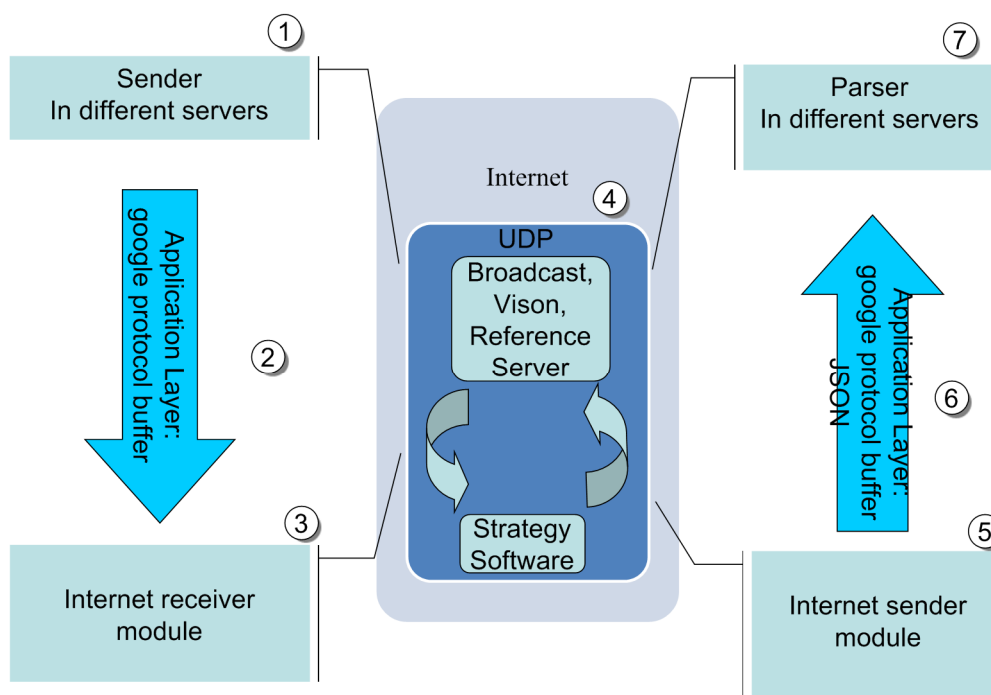 1
Sender
In different servers
Application Layer:
google protocol buffer
2
3
Internet receiver
module
Internet
4
UDP
Broadcast,
Vison,
Reference
Server
Strategy
Software
7
Parser
In different servers
Application Layer:
google protocol buffer
JSON
6
5
Internet sender
module